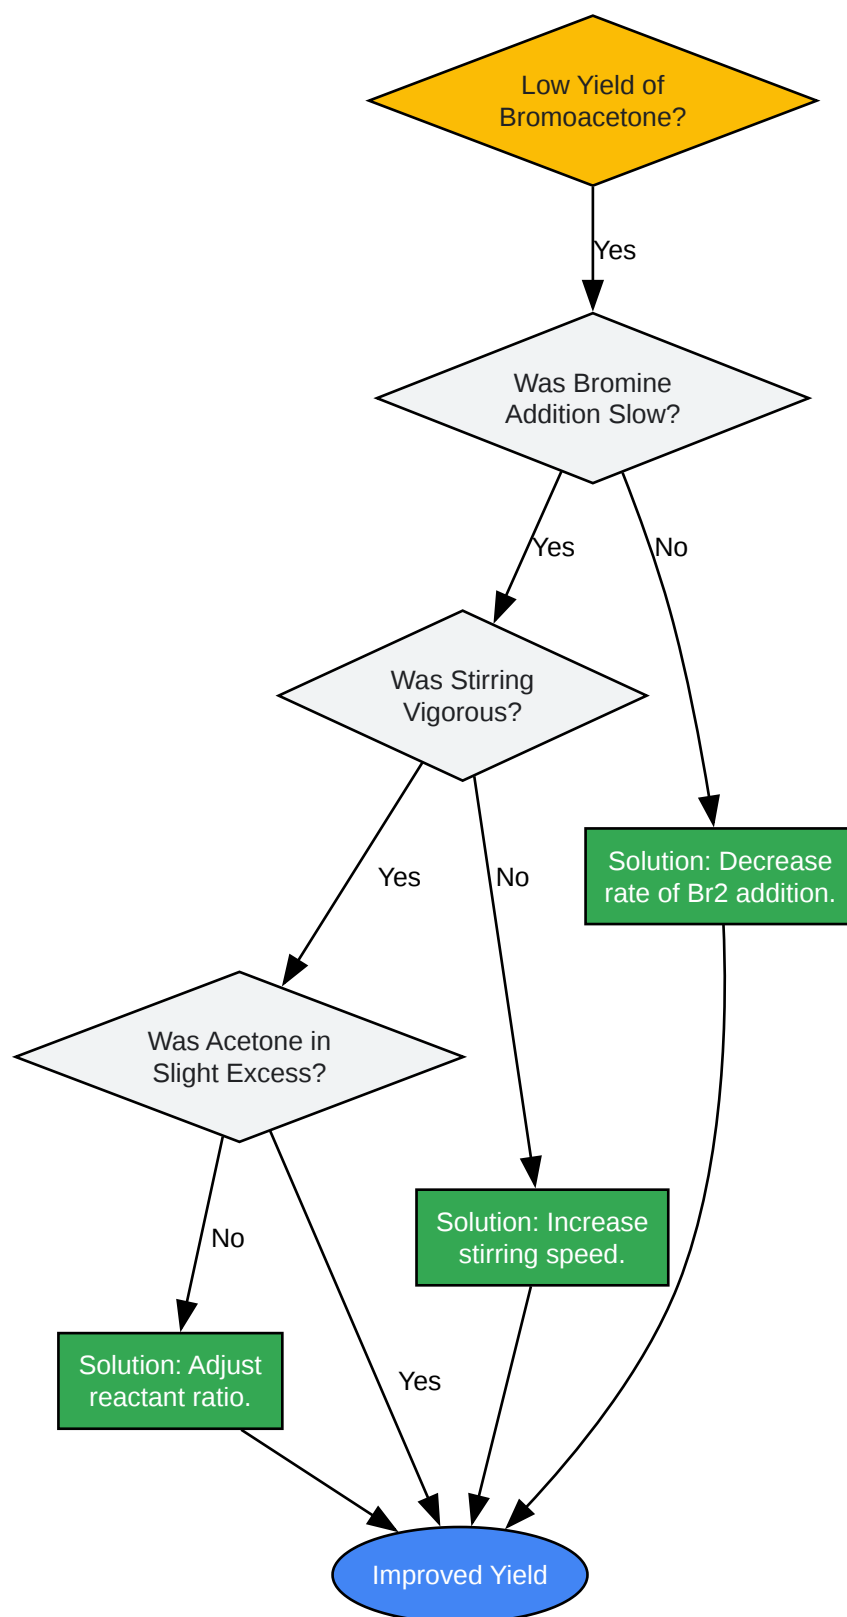 Low Yield of
Bromoacetone?
Yes
Was Bromine
Addition Slow?
Yes
No
Was Stirring
Vigorous?
Solution: Decrease
rate of Br2 addition.
Yes
No
Was Acetone in
Slight Excess?
Solution: Increase
stirring speed.
No
Solution: Adjust
reactant ratio.
Yes
Improved Yield